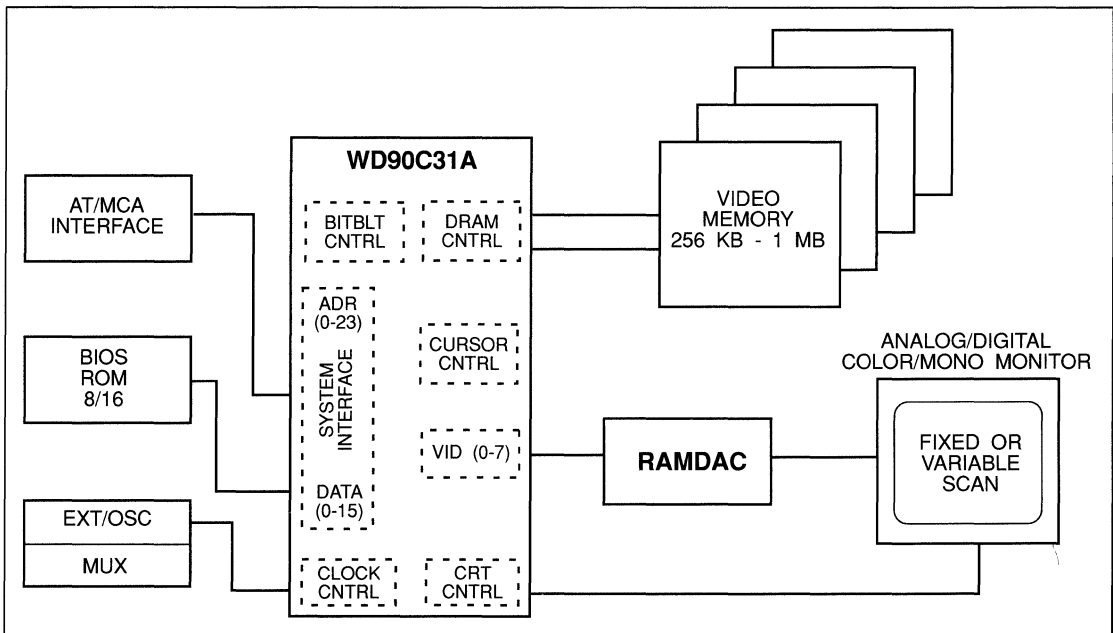 WD90C31A
AT/MCA
INTERFACE
BITBLT
CNTRL
DRAM
CNTRL
VIDEO
MEMORY
256 KB - 1 MB
ADR
(0-23)
SYSTEM
INTERFACE
DATA
(0-15)
CURSOR
CNTRL
BIOS
ROM
8/16
VID (0-7)
RAMDAC
ANALOG/DIGITAL
COLOR/MONO MONITOR
FIXED OR
VARIABLE
SCAN
EXT/OSC
MUX
CLOCK
CNTRL
CRT
CNTRL